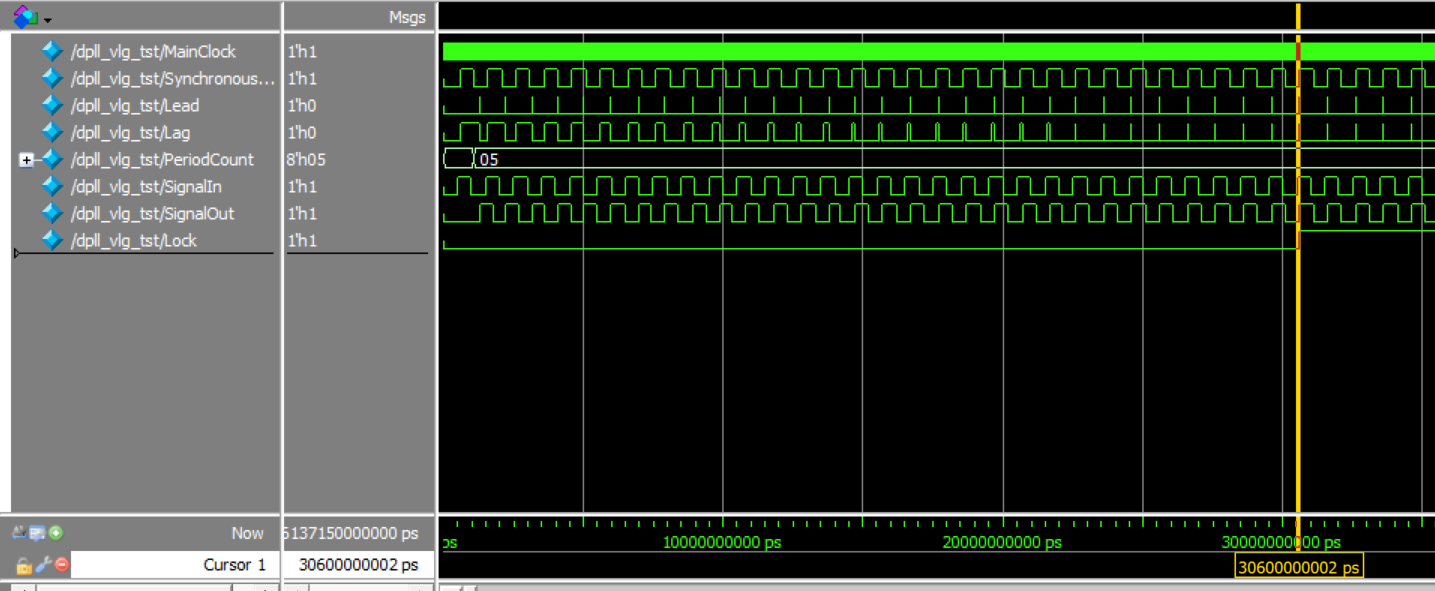 Msgs
/dpll_vlg_tst/MainClock 1'h1
/dpll_vlg_tst/Synchronous... 1'h1
/dpll_vlg_tst/Lead 1'h0
/dpll_vlg_tst/Lag 1'h0
/dpll_vlg_tst/PeriodCount 8'h05 05
/dpll_vlg_tst/SignalIn 1'h1
/dpll_vlg_tst/SignalOut 1'h1
/dpll_vlg_tst/Lock 1'h1
Now 5137150000000 ps
ps 10000000000 ps 20000000000 ps 30000000000 ps
Cursor 1 30600000002 ps 30600000002 ps